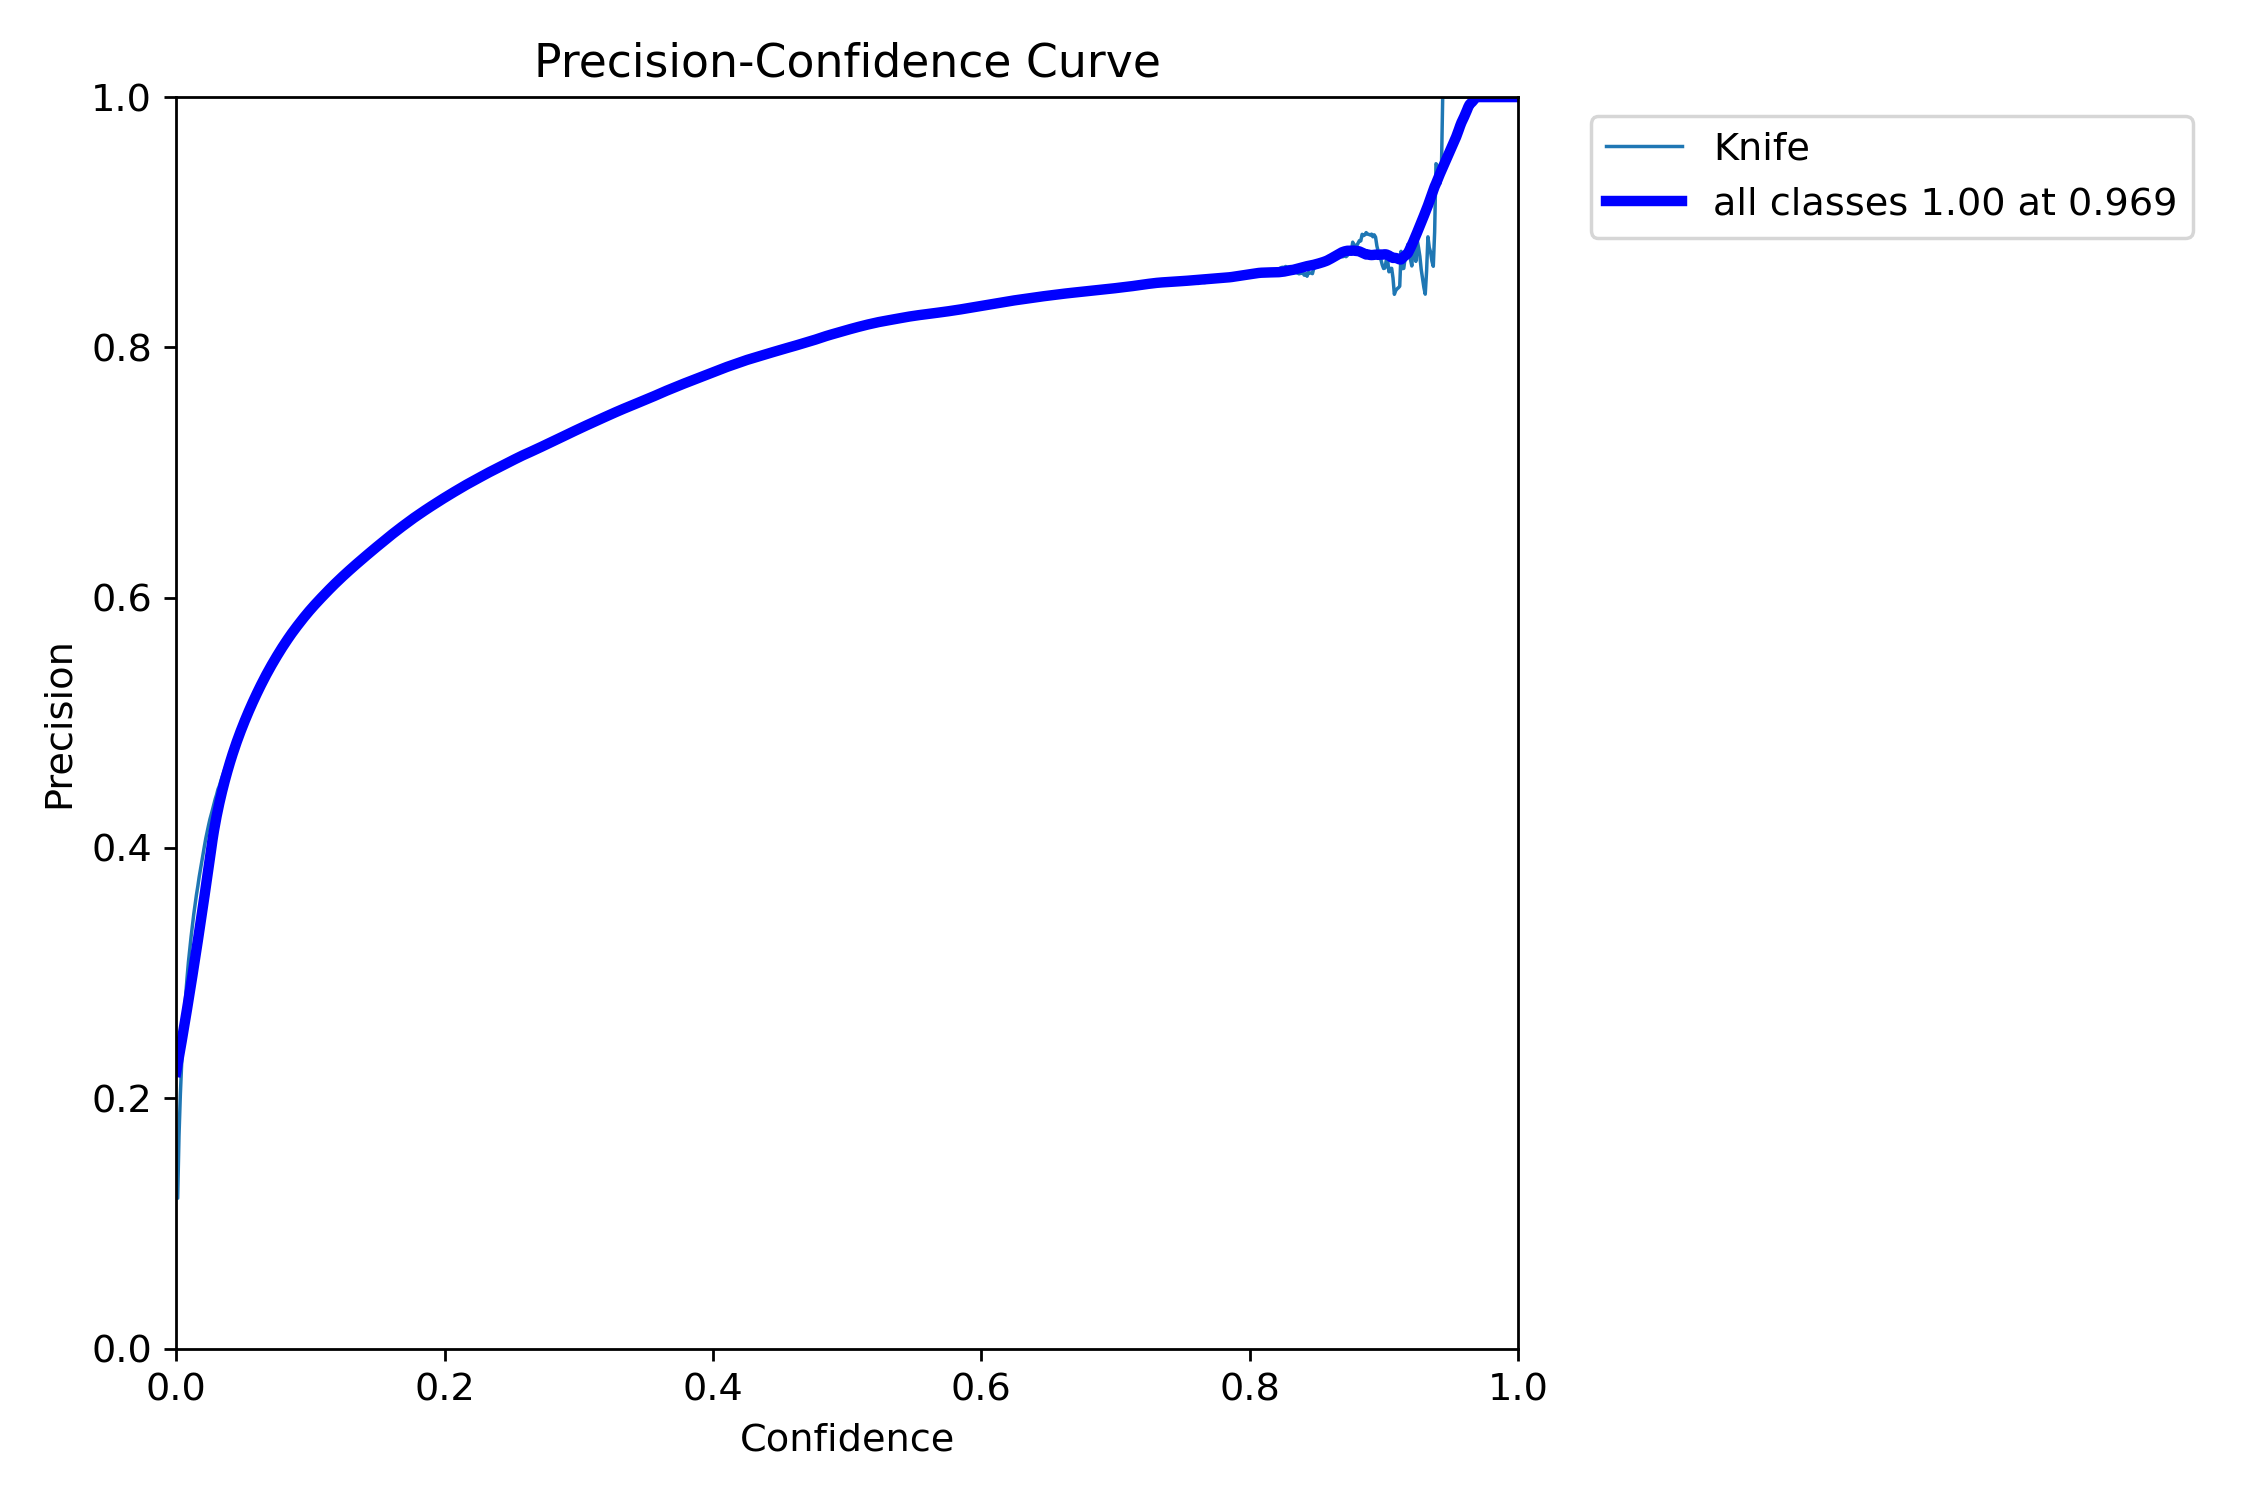 Precision-Confidence Curve
1.0
0.8
0.6
0.4
0.2
0.0
Precision
0.0 0.2 0.4 0.6 0.8 1.0
Confidence
Knife
all classes 1.00 at 0.969